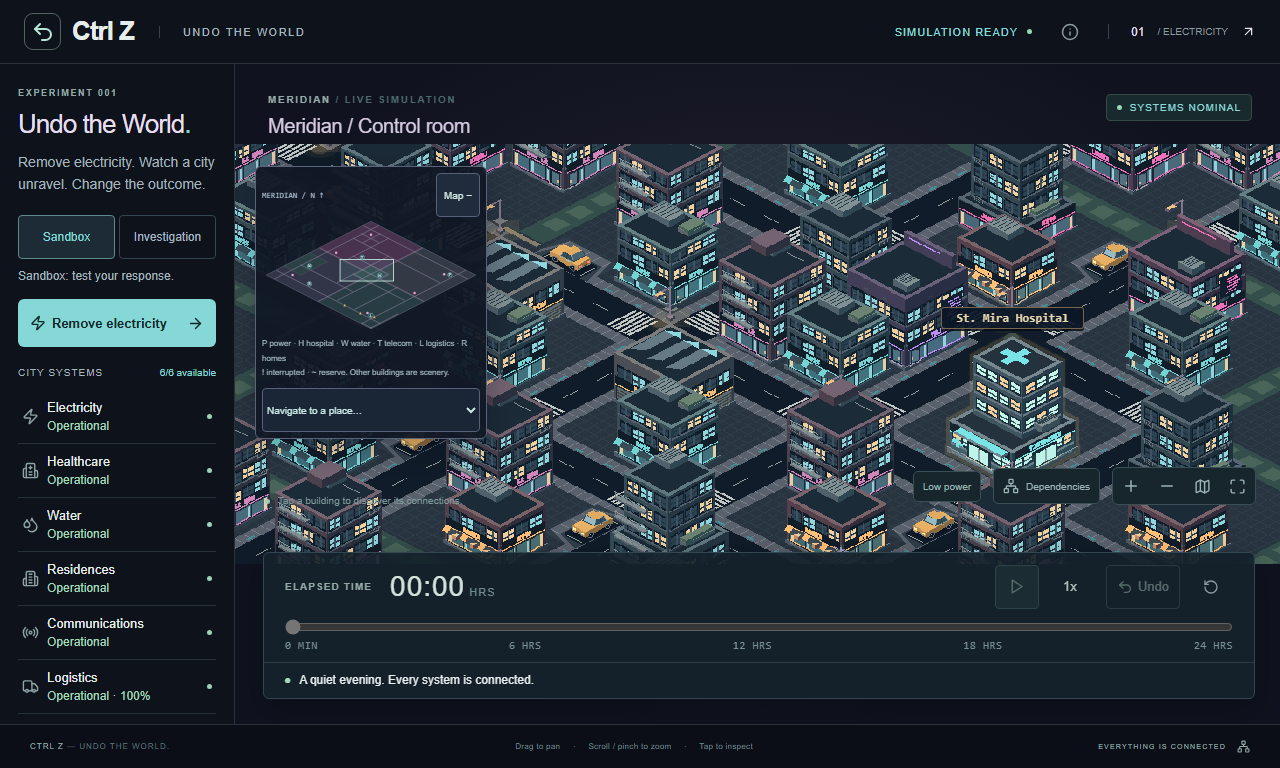 Ctrl Z
UNDO THE WORLD
SIMULATION READY
01 / ELECTRICITY
EXPERIMENT 001
Undo the World.
Remove electricity. Watch a city
unravel. Change the outcome.
Sandbox
Investigation
Sandbox: test your response.
Remove electricity
CITY SYSTEMS
6/6 available
Electricity
Operational
Healthcare
Operational
Water
Operational
Residences
Operational
Communications
Operational
Logistics
Operational · 100%
MERIDIAN / LIVE SIMULATION
Meridian / Control room
SYSTEMS NOMINAL
MERIDIAN / N ↑
Map −
P power · H hospital · W water · T telecom · L logistics · R
homes
! interrupted · ~ reserve. Other buildings are scenery.
Navigate to a place...
St. Mira Hospital
Tap a building to discover its connections
Low power
Dependencies
ELAPSED TIME 00:00 HRS
1x
Undo
0 MIN
6 HRS
12 HRS
18 HRS
24 HRS
A quiet evening. Every system is connected.
CTRL Z — UNDO THE WORLD.
Drag to pan · Scroll / pinch to zoom · Tap to inspect
EVERYTHING IS CONNECTED